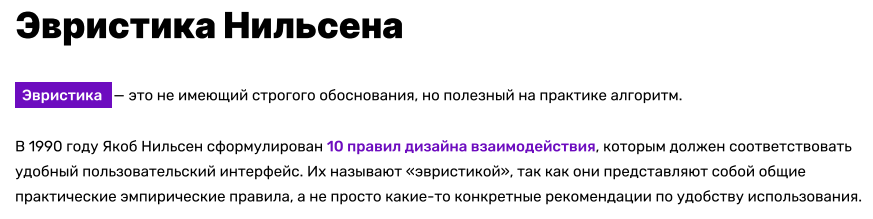 Эвристика Нильсена
Эвристика — это не имеющий строгого обоснования, но полезный на практике алгоритм.
В 1990 году Якоб Нильсен сформулирован 10 правил дизайна взаимодействия, которым должен соответствовать
удобный пользовательский интерфейс. Их называют «эвристикой», так как они представляют собой общие
практические эмпирические правила, а не просто какие-то конкретные рекомендации по удобству использования.